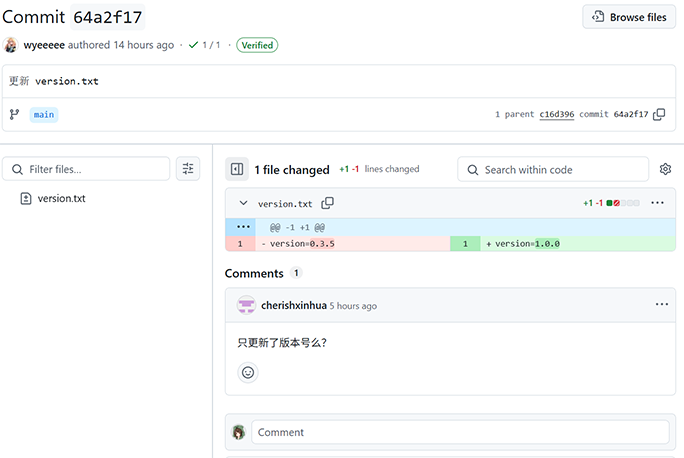 Commit 64a2f17
Browse files
wyeeeee authored 14 hours ago · 1 / 1 · Verified
更新 version.txt
main
1 parent c16d396 commit 64a2f17
Filter files...
version.txt
1 file changed +1 -1 lines changed
Search within code
version.txt
+1 -1
@@ -1 +1 @@
1 - version=0.3.5
1 + version=1.0.0
Comments 1
cherishxinhua 5 hours ago
只更新了版本号么?
Comment